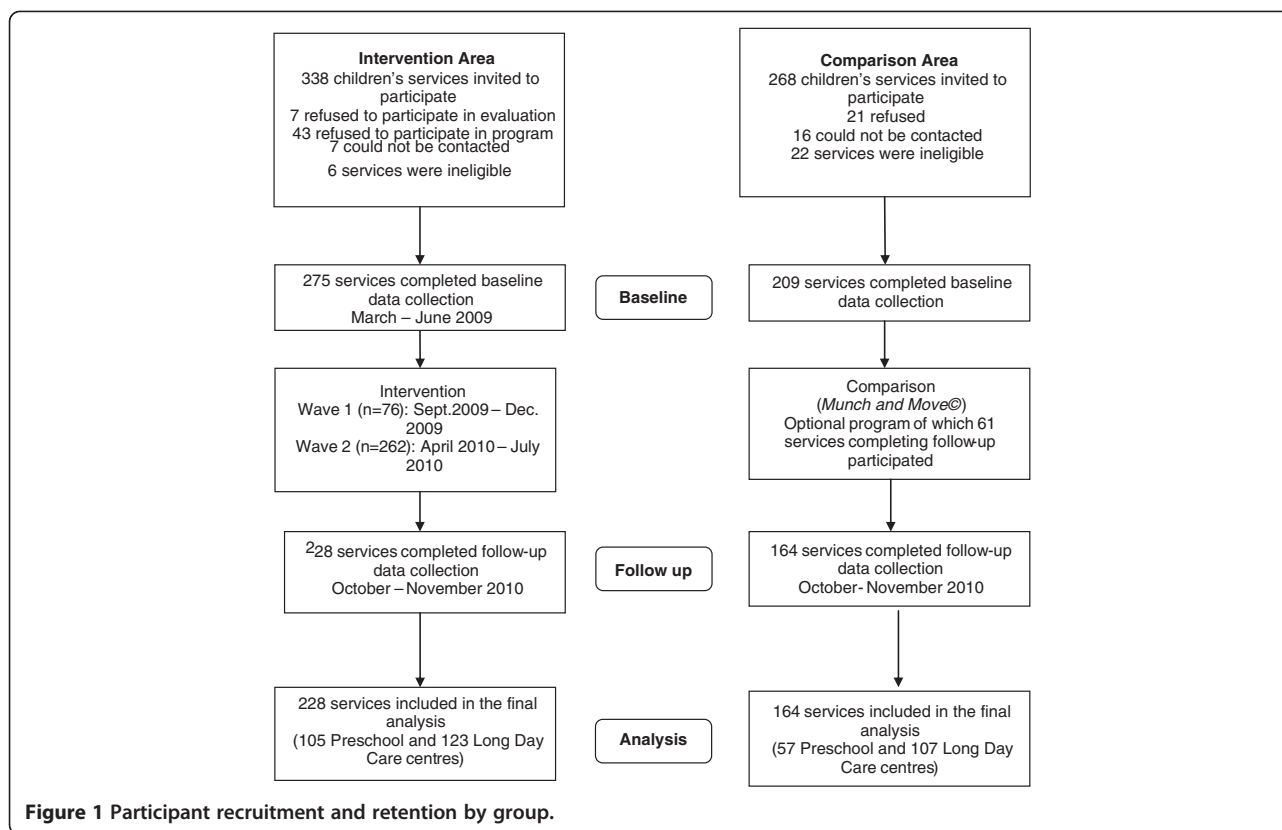 Intervention Area
338 children's services invited to
participate
7 refused to participate in evaluation
43 refused to participate in program
7 could not be contacted
6 services were ineligible
Comparison Area
268 children's services invited to
participate
21 refused
16 could not be contacted
22 services were ineligible
275 services completed baseline
data collection
March – June 2009
Baseline
209 services completed baseline
data collection
Intervention
Wave 1 (n=76): Sept.2009 – Dec.
2009
Wave 2 (n=262): April 2010 – July
2010
Comparison
(Munch and Move©)
Optional program of which 61
services completing follow-up
participated
228 services completed follow-up
data collection
October – November 2010
Follow up
164 services completed follow-up
data collection
October- November 2010
228 services included in the final
analysis
(105 Preschool and 123 Long Day
Care centres)
Analysis
164 services included in the final
analysis
(57 Preschool and 107 Long Day
Care centres)
Figure 1 Participant recruitment and retention by group.